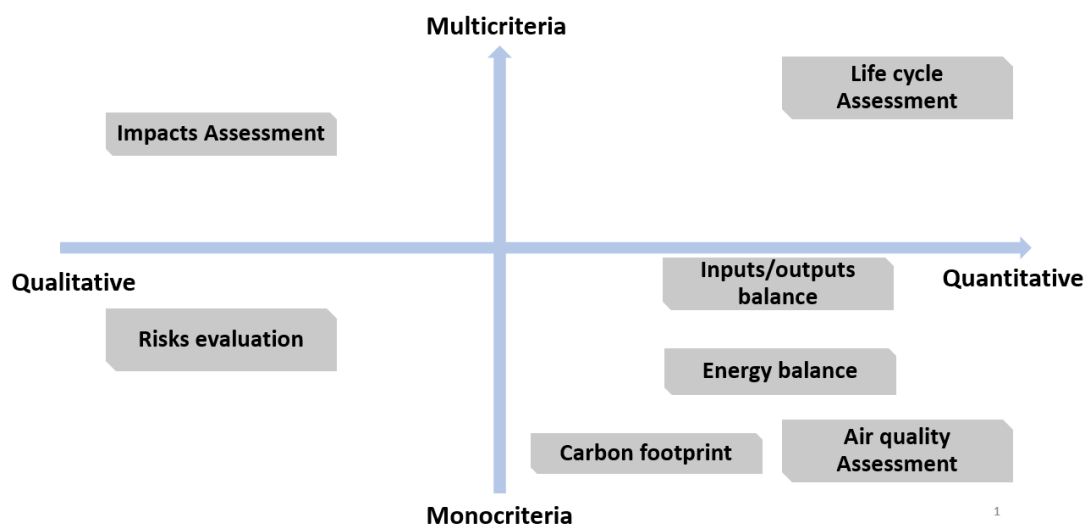 Multicriteria
Life cycle
Assessment
Impacts Assessment
Qualitative
Quantitative
Inputs/outputs
balance
Risks evaluation
Energy balance
Carbon footprint
Air quality
Assessment
Monocriteria
1